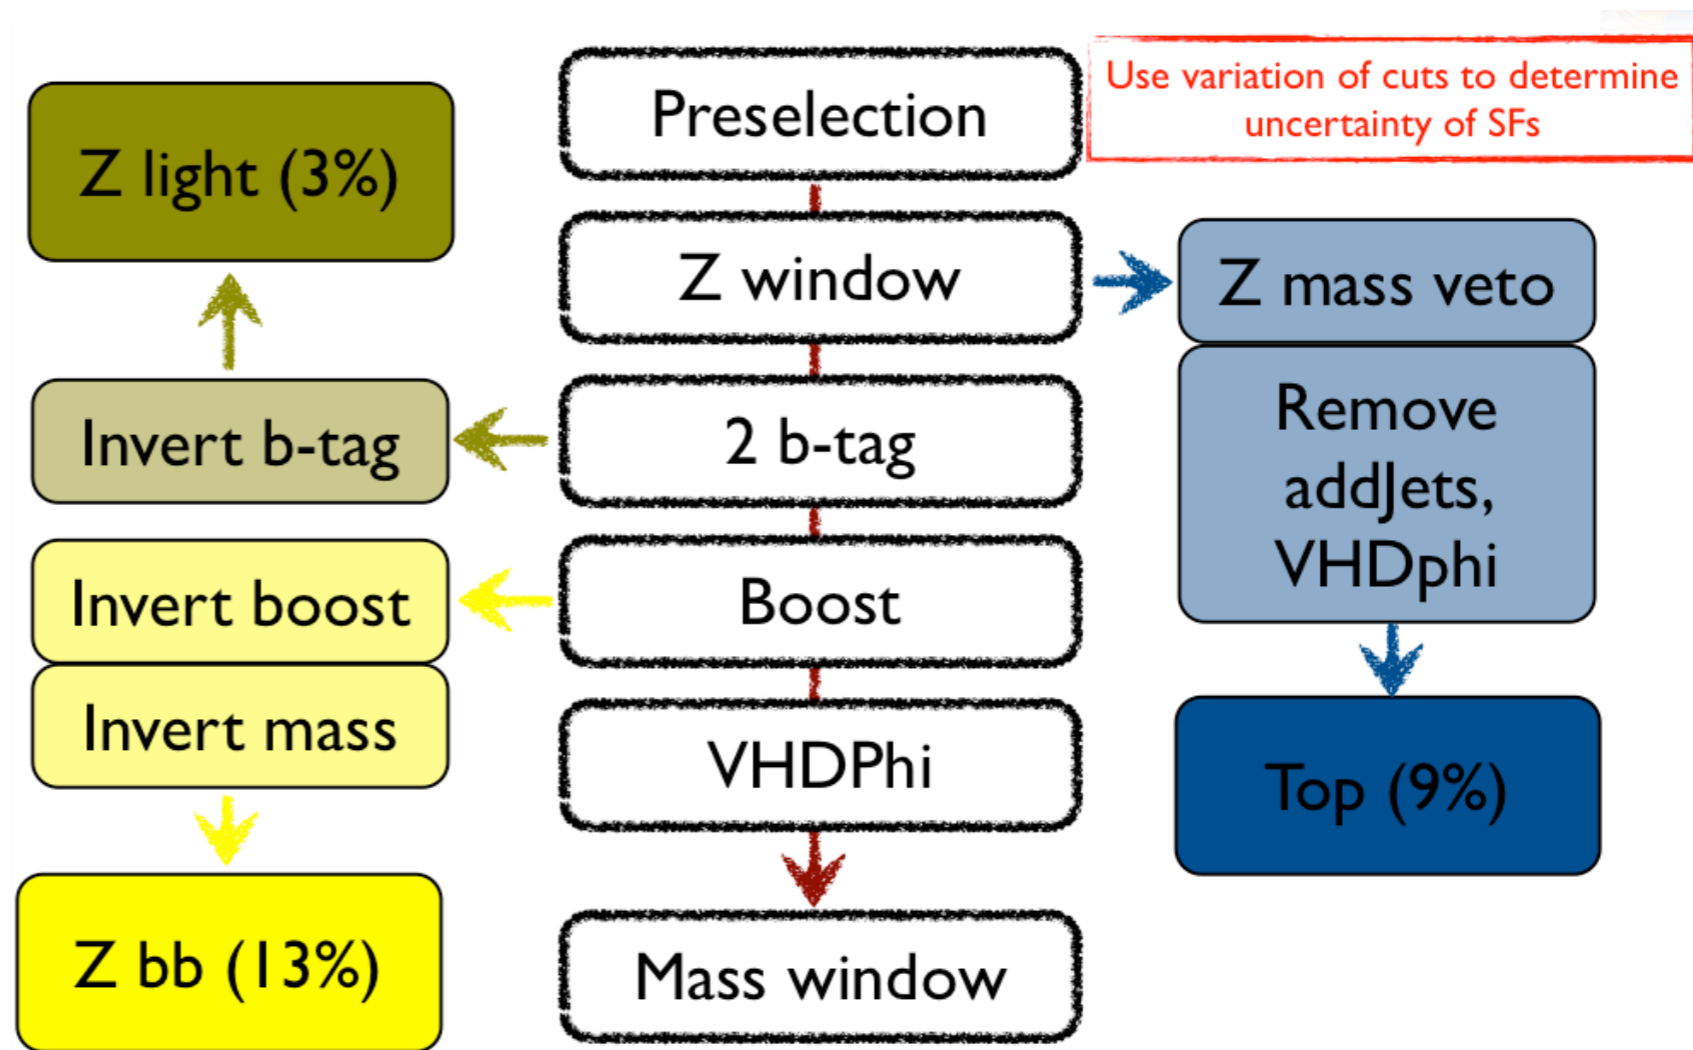 Preselection
Use variation of cuts to determine
uncertainty of SFs
Z light (3%)
Z window
Z mass veto
Invert b-tag
2 b-tag
Remove
addJets,
VHDphi
Invert boost
Boost
Invert mass
VHDPhi
Top (9%)
Z bb (13%)
Mass window